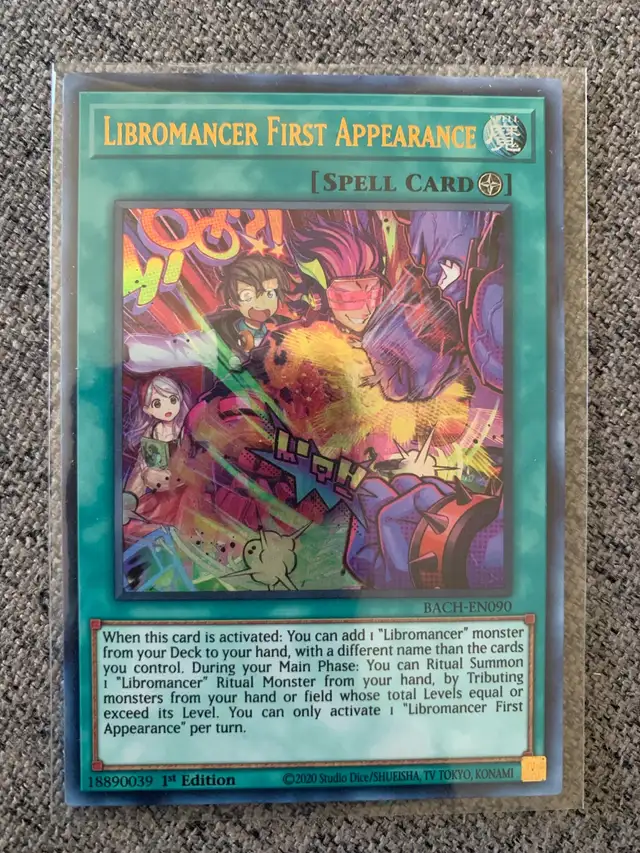 LIBROMANCER FIRST APPEARANCE
魔
[SPELL CARD]
ドドン
BACH-EN090
When this card is activated: You can add 1 "Libromancer" monster
from your Deck to your hand, with a different name than the cards
you control. During your Main Phase: You can Ritual Summon
1 "Libromancer" Ritual Monster from your hand, by Tributing
monsters from your hand or field whose total Levels equal or
exceed its Level. You can only activate 1 "Libromancer First
Appearance" per turn.
18890039 1st Edition ©2020 Studio Dice/SHUEISHA, TV TOKYO, KONAMI